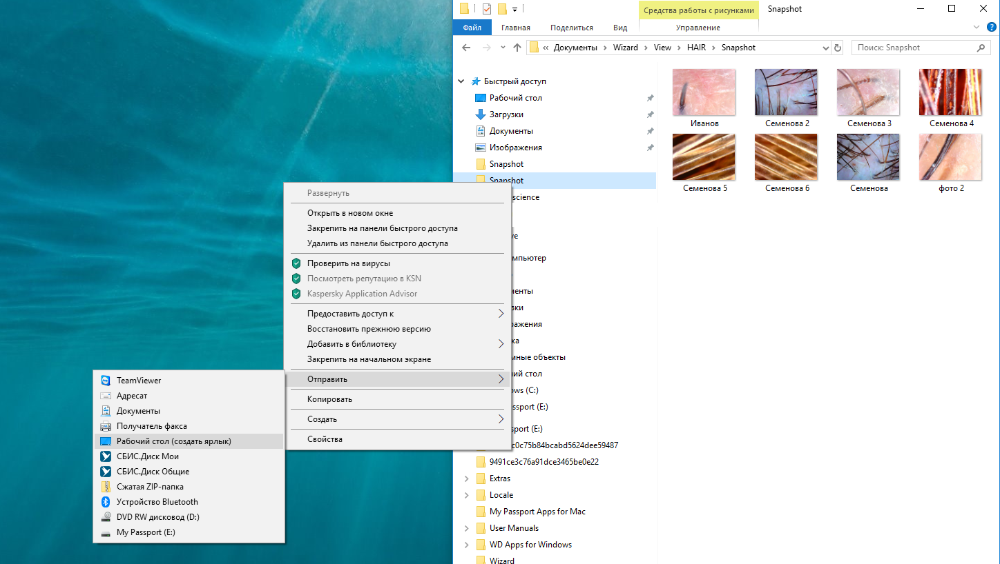 Средства работы с рисунками
Snapshot
Файл
Главная
Поделиться
Вид
Управление
« Документы > Wizard > View > HAIR > Snapshot
Поиск: Snapshot
Быстрый доступ
Рабочий стол
Загрузки
Документы
Изображения
Snapshot
Snapshot
science
ve
мпьютер
менты
вки
ражения
ка
мные объекты
ий стол
ows (C:)
ssport (E:)
sport (E:)
c0c75b84bcabd5624dee59487
9491ce3c76a91dce3465be0e22
Extras
Locale
My Passport Apps for Mac
User Manuals
WD Apps for Windows
Wizard
Иванов
Семенова 2
Семенова 3
Семенова 4
Семенова 5
Семенова 6
Семенова
фото 2
Развернуть
Открыть в новом окне
Закрепить на панели быстрого доступа
Удалить из панели быстрого доступа
Проверить на вирусы
Посмотреть репутацию в KSN
Kaspersky Application Advisor
Предоставить доступ к
Восстановить прежнюю версию
Добавить в библиотеку
Закрепить на начальном экране
Отправить
Копировать
Создать
Свойства
TeamViewer
Адресат
Документы
Получатель факса
Рабочий стол (создать ярлык)
СБИС.Диск Мои
СБИС.Диск Общие
Сжатая ZIP-папка
Устройство Bluetooth
DVD RW дисковод (D:)
My Passport (E:)